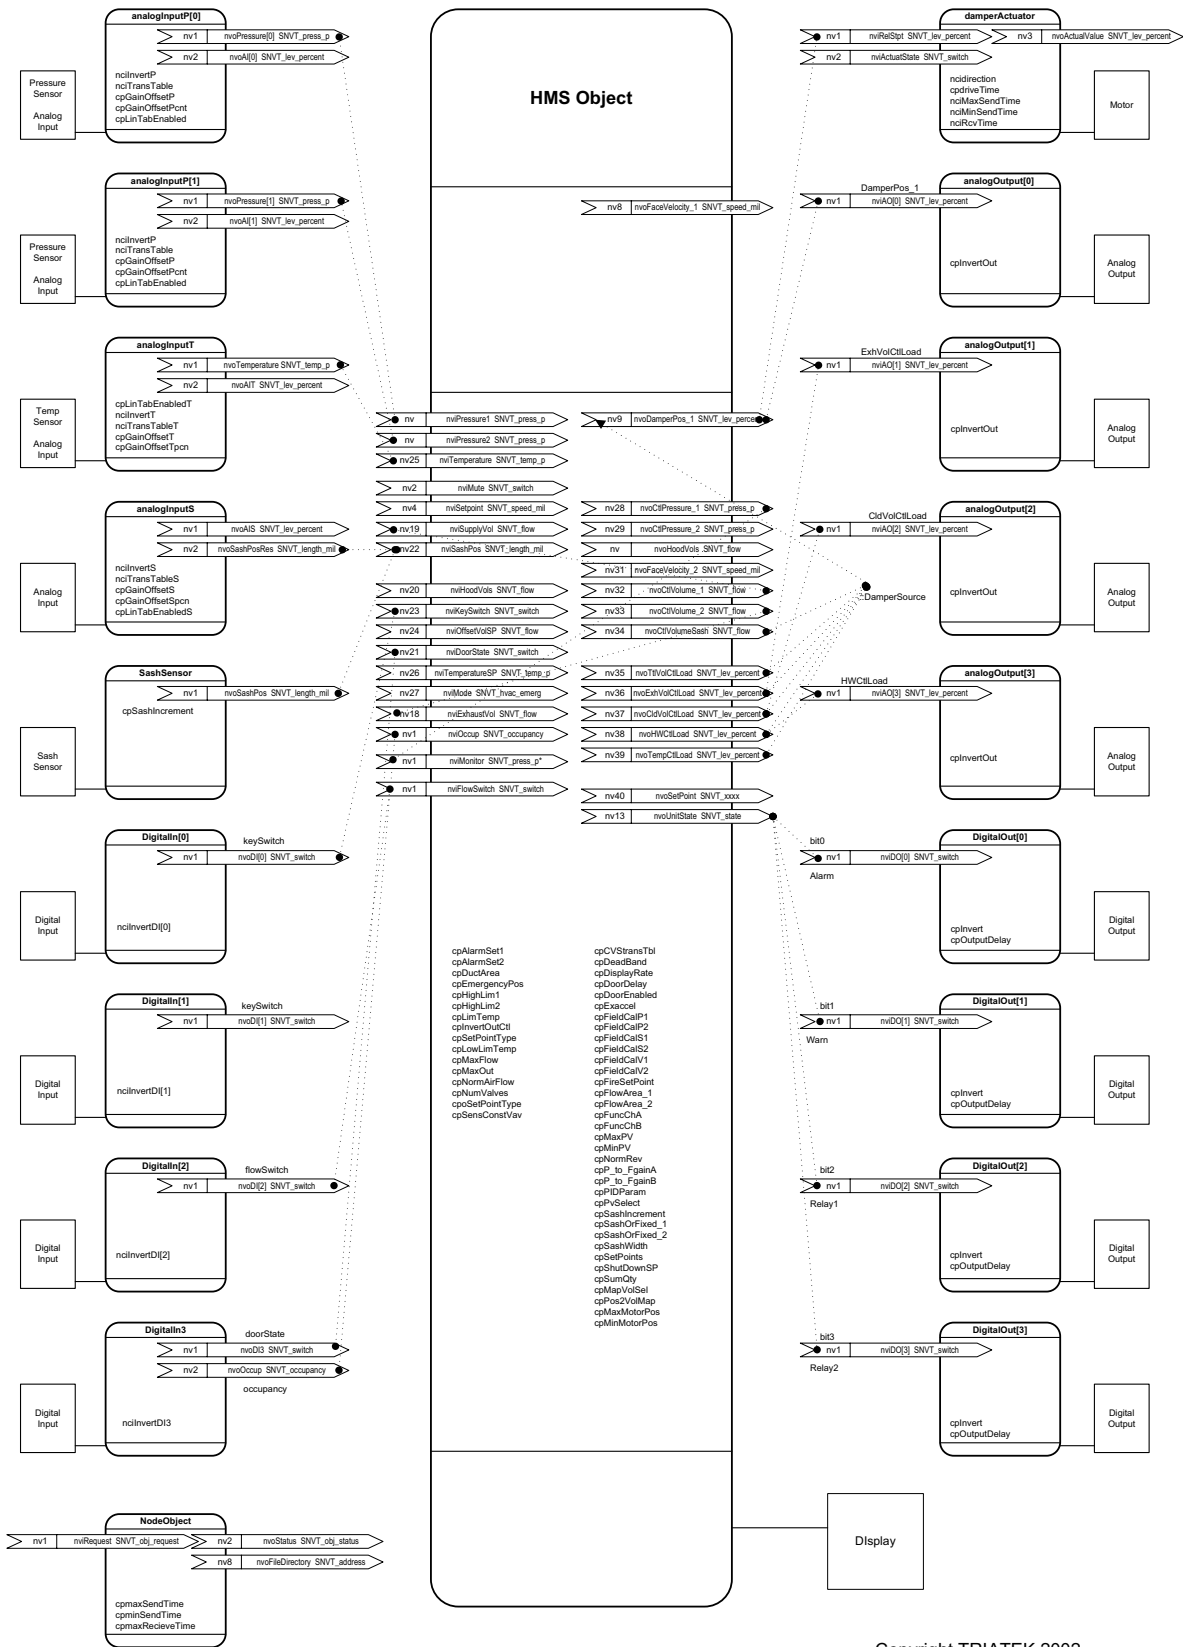 analogInputP[0]
nv1 nvoPressure[0] SNVT_press_p
nv2 nvoAI[0] SNVT_lev_percent
nciInvertP
nciTransTable
cpGainOffsetP
cpGainOffsetPcnt
cpLinTabEnabled
Pressure
Sensor
Analog
Input
analogInputP[1]
nv1 nvoPressure[1] SNVT_press_p
nv2 nvoAI[1] SNVT_lev_percent
nciInvertP
nciTransTable
cpGainOffsetP
cpGainOffsetPcnt
cpLinTabEnabled
Pressure
Sensor
Analog
Input
analogInputT
nv1 nvoTemperature SNVT_temp_p
nv2 nvoAIT SNVT_lev_percent
cpLinTabEnabledT
nciInvertT
nciTransTableT
cpGainOffsetT
cpGainOffsetTpcn
Temp
Sensor
Analog
Input
analogInputS
nv1 nvoAIS SNVT_lev_percent
nv2 nvoSashPosRes SNVT_length_mil
nciInvertS
nciTransTableS
cpGainOffsetS
cpGainOffsetSpcn
cpLinTabEnabledS
Analog
Input
SashSensor
nv1 nvoSashPos SNVT_length_mil
cpSashIncrement
Sash
Sensor
DigitalIn[0]
keySwitch
nv1 nvoDI[0] SNVT_switch
nciInvertDI[0]
Digital
Input
DigitalIn[1]
keySwitch
nv1 nvoDI[1] SNVT_switch
nciInvertDI[1]
Digital
Input
DigitalIn[2]
flowSwitch
nv1 nvoDI[2] SNVT_switch
nciInvertDI[2]
Digital
Input
DigitalIn3
doorState
nv1 nvoDI3 SNVT_switch
nv2 nvoOccup SNVT_occupancy
occupancy
nciInvertDI3
Digital
Input
NodeObject
nv1 nviRequest SNVT_obj_request
nv2 nvoStatus SNVT_obj_status
nv8 nvoFileDirectory SNVT_address
cpmaxSendTime
cpminSendTime
cpmaxRecieveTime
HMS Object
nv8 nvoFaceVelocity_1 SNVT_speed_mil
nv nviPressure1 SNVT_press_p
nv nviPressure2 SNVT_press_p
nv25 nviTemperature SNVT_temp_p
nv2 nviMute SNVT_switch
nv4 nviSetpoint SNVT_speed_mil
nv19 nviSupplyVol SNVT_flow
nv22 nviSashPos SNVT_length_mil
nv20 nviHoodVols SNVT_flow
nv23 nviKeySwitch SNVT_switch
nv24 nviOffsetVolSP SNVT_flow
nv21 nviDoorState SNVT_switch
nv26 nviTemperatureSP SNVT_temp_p
nv27 nviMode SNVT_hvac_emerg
nv18 nviExhaustVol SNVT_flow
nv1 nviOccup SNVT_occupancy
nv1 nviMonitor SNVT_press_p*
nv1 nviFlowSwitch SNVT_switch
nv9 nvoDamperPos_1 SNVT_lev_percent
nv28 nvoCtlPressure_1 SNVT_press_p
nv29 nvoCtlPressure_2 SNVT_press_p
nv nvoHoodVols SNVT_flow
nv31 nvoFaceVelocity_2 SNVT_speed_mil
nv32 nvoCtlVolume_1 SNVT_flow
nv33 nvoCtlVolume_2 SNVT_flow
nv34 nvoCtlVolumeSash SNVT_flow
nv35 nvoTtlVolCtlLoad SNVT_lev_percent
nv36 nvoExhVolCtlLoad SNVT_lev_percent
nv37 nvoCldVolCtlLoad SNVT_lev_percent
nv38 nvoHWCtlLoad SNVT_lev_percent
nv39 nvoTempCtlLoad SNVT_lev_percent
nv40 nvoSetPoint SNVT_xxxx
nv13 nvoUnitState SNVT_state
DamperSource
cpAlarmSet1
cpAlarmSet2
cpDuctArea
cpEmergencyPos
cpHighLim1
cpHighLim2
cpLimTemp
cpInvertOutCtl
cpSetPointType
cpLowLimTemp
cpMaxFlow
cpMaxOut
cpNormAirFlow
cpNumValves
cpoSetPointType
cpSensConstVav
cpCVStransTbl
cpDeadBand
cpDisplayRate
cpDoorDelay
cpDoorEnabled
cpExaccel
cpFieldCalP1
cpFieldCalP2
cpFieldCalS1
cpFieldCalS2
cpFieldCalV1
cpFieldCalV2
cpFireSetPoint
cpFlowArea_1
cpFlowArea_2
cpFuncChA
cpFuncChB
cpMaxPV
cpMinPV
cpNormRev
cpP_to_FgainA
cpP_to_FgainB
cpPIDParam
cpPvSelect
cpSashIncrement
cpSashOrFixed_1
cpSashOrFixed_2
cpSashWidth
cpSetPoints
cpShutDownSP
cpSumQty
cpMapVolSel
cpPos2VolMap
cpMaxMotorPos
cpMinMotorPos
DIsplay
damperActuator
nv1 nviRelStpt SNVT_lev_percent
nv3 nvoActualValue SNVT_lev_percent
nv2 nviActuatState SNVT_switch
ncidirection
cpdriveTime
nciMaxSendTime
nciMinSendTime
nciRcvTime
Motor
analogOutput[0]
DamperPos_1
nv1 nviAO[0] SNVT_lev_percent
cpInvertOut
Analog
Output
analogOutput[1]
ExhVolCtlLoad
nv1 nviAO[1] SNVT_lev_percent
cpInvertOut
Analog
Output
analogOutput[2]
CldVolCtlLoad
nv1 nviAO[2] SNVT_lev_percent
cpInvertOut
Analog
Output
analogOutput[3]
HWCtlLoad
nv1 nviAO[3] SNVT_lev_percent
cpInvertOut
Analog
Output
DigitalOut[0]
bit0
nv1 nviDO[0] SNVT_switch
Alarm
cpInvert
cpOutputDelay
Digital
Output
DigitalOut[1]
bit1
nv1 nviDO[1] SNVT_switch
Warn
cpInvert
cpOutputDelay
Digital
Output
DigitalOut[2]
bit2
nv1 nviDO[2] SNVT_switch
Relay1
cpInvert
cpOutputDelay
Digital
Output
DigitalOut[3]
bit3
nv1 nviDO[3] SNVT_switch
Relay2
cpInvert
cpOutputDelay
Digital
Output